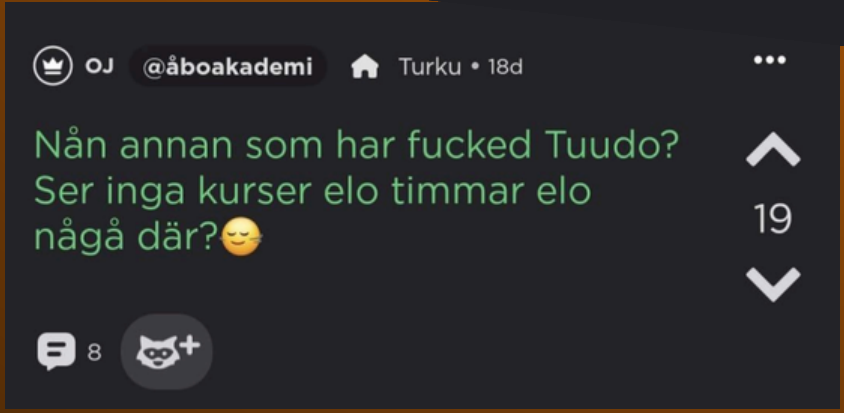 OJ @åboakademi Turku • 18d
Nån annan som har fucked Tuudo?
Ser inga kurser elo timmar elo
någå där?
19
8